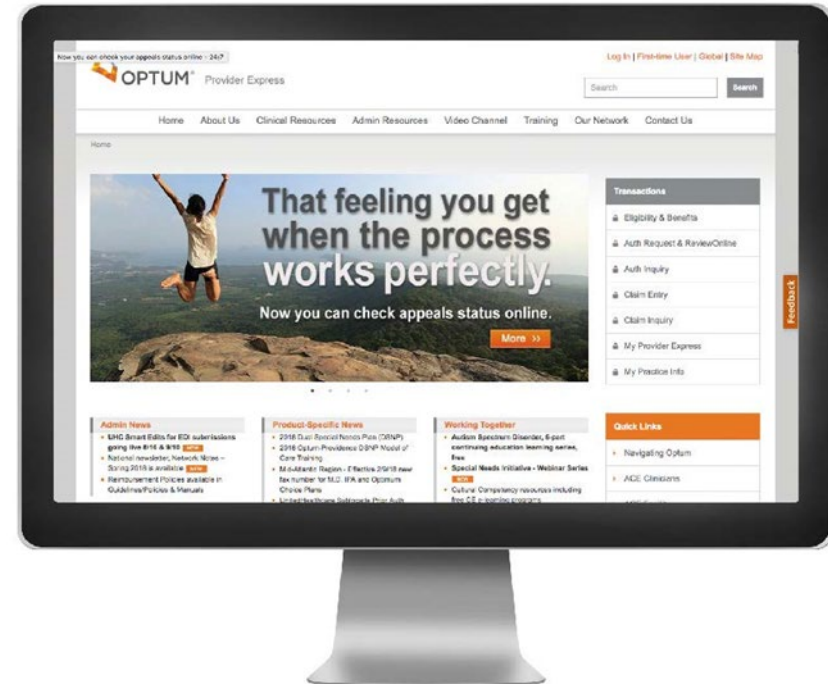 Now you can check your appeals status online - 24/7
OPTUM® Provider Express
Log In | First-time User | Global | Site Map
Search
Search
Home About Us Clinical Resources Admin Resources Video Channel Training Our Network Contact Us
Home
That feeling you get
when the process
works perfectly.
Now you can check appeals status online.
More >>
Transactions
Eligibility & Benefits
Auth Request & ReviewOnline
Auth Inquiry
Claim Entry
Claim Inquiry
My Provider Express
My Practice Info
Feedback
Admin News
UHC Smart Edits for EDI submissions
going live 8/16 & 9/10 NEW
National newsletter, Network Notes –
Spring 2018 is available NEW
Reimbursement Policies available in
Guidelines/Policies & Manuals
Product-Specific News
2018 Dual Special Needs Plan (DSNP)
2018 Optum-Providence DSNP Model of
Care Training
Mid-Atlantic Region - Effective 2/9/18 new
fax number for M.D. IPA and Optimum
Choice Plans
UnitedHealthcare Sublocade Prior Auth
Working Together
Autism Spectrum Disorder, 6-part
continuing education learning series,
free
Special Needs Initiative - Webinar Series
NEW
Cultural Competency resources including
free CE e-learning programs
Quick Links
Navigating Optum
ACE Clinicians